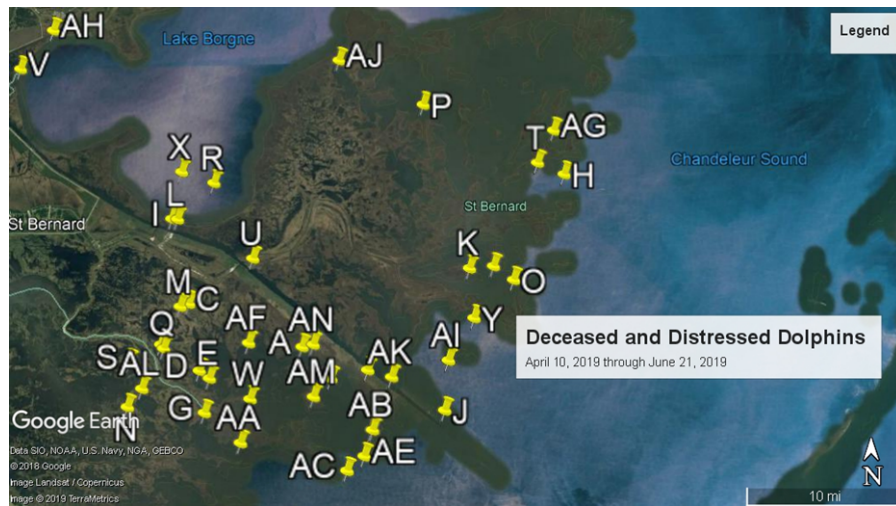 AH
Lake Borgne
Legend
V
AJ
P
AG
T
X
R
H
Chandeleur Sound
L
I
St Bernard
St Bernard
U
K
O
M
C
Y
AF
AN
Q
A
AI
Deceased and Distressed Dolphins
April 10, 2019 through June 21, 2019
S
AL
D
E
AK
W
AM
G
J
N
AA
AB
Google Earth
AE
AC
Data SIO, NOAA, U.S. Navy, NGA, GEBCO
© 2018 Google
Image Landsat / Copernicus
Image © 2019 TerraMetrics
N
10 mi